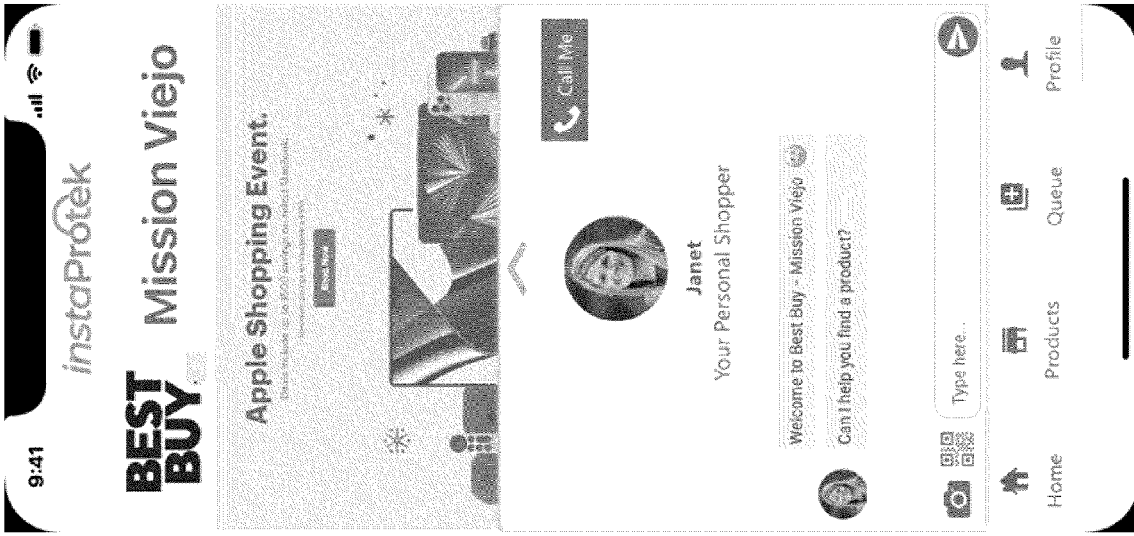 9:41
instaProtek
BEST
BUY
Mission Viejo
Apple Shopping Event.
Call Me
Janet
Your Personal Shopper
Welcome to Best Buy - Mission Viejo 😀
Can I help you find a product?
Type here...
Home
Products
Queue
Profile